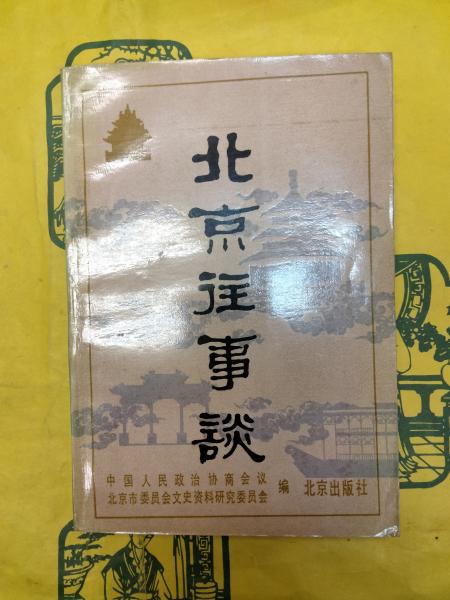 北京往事談
中国人民政治协商会议
北京市委员会文史资料研究委员会
编 北京出版社